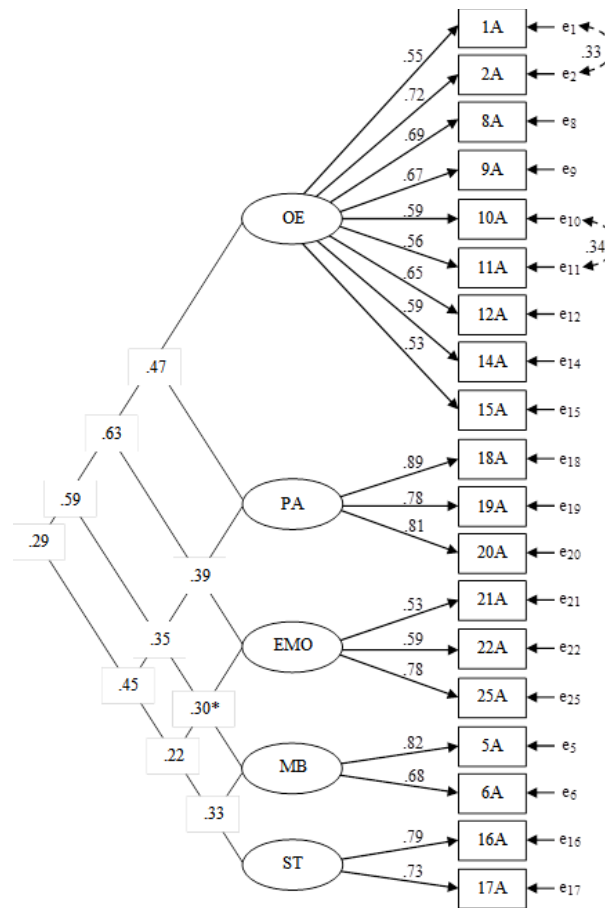 1A e1
.55 .33
2A e2
.72
8A e8
.69
9A e9
.67
OE .59 10A e10
.56 .34
11A e11
.65
12A e12
.59
14A e14
.53
.47 15A e15
.63
.89 18A e18
.59 PA .78 19A e19
.29 .81 20A e20
.39
.53 21A e21
.35 EMO .59 22A e22
.45 .78 25A e25
.30*
.22 MB .82 5A e5
.68 6A e6
.33
ST .79 16A e16
.73 17A e17